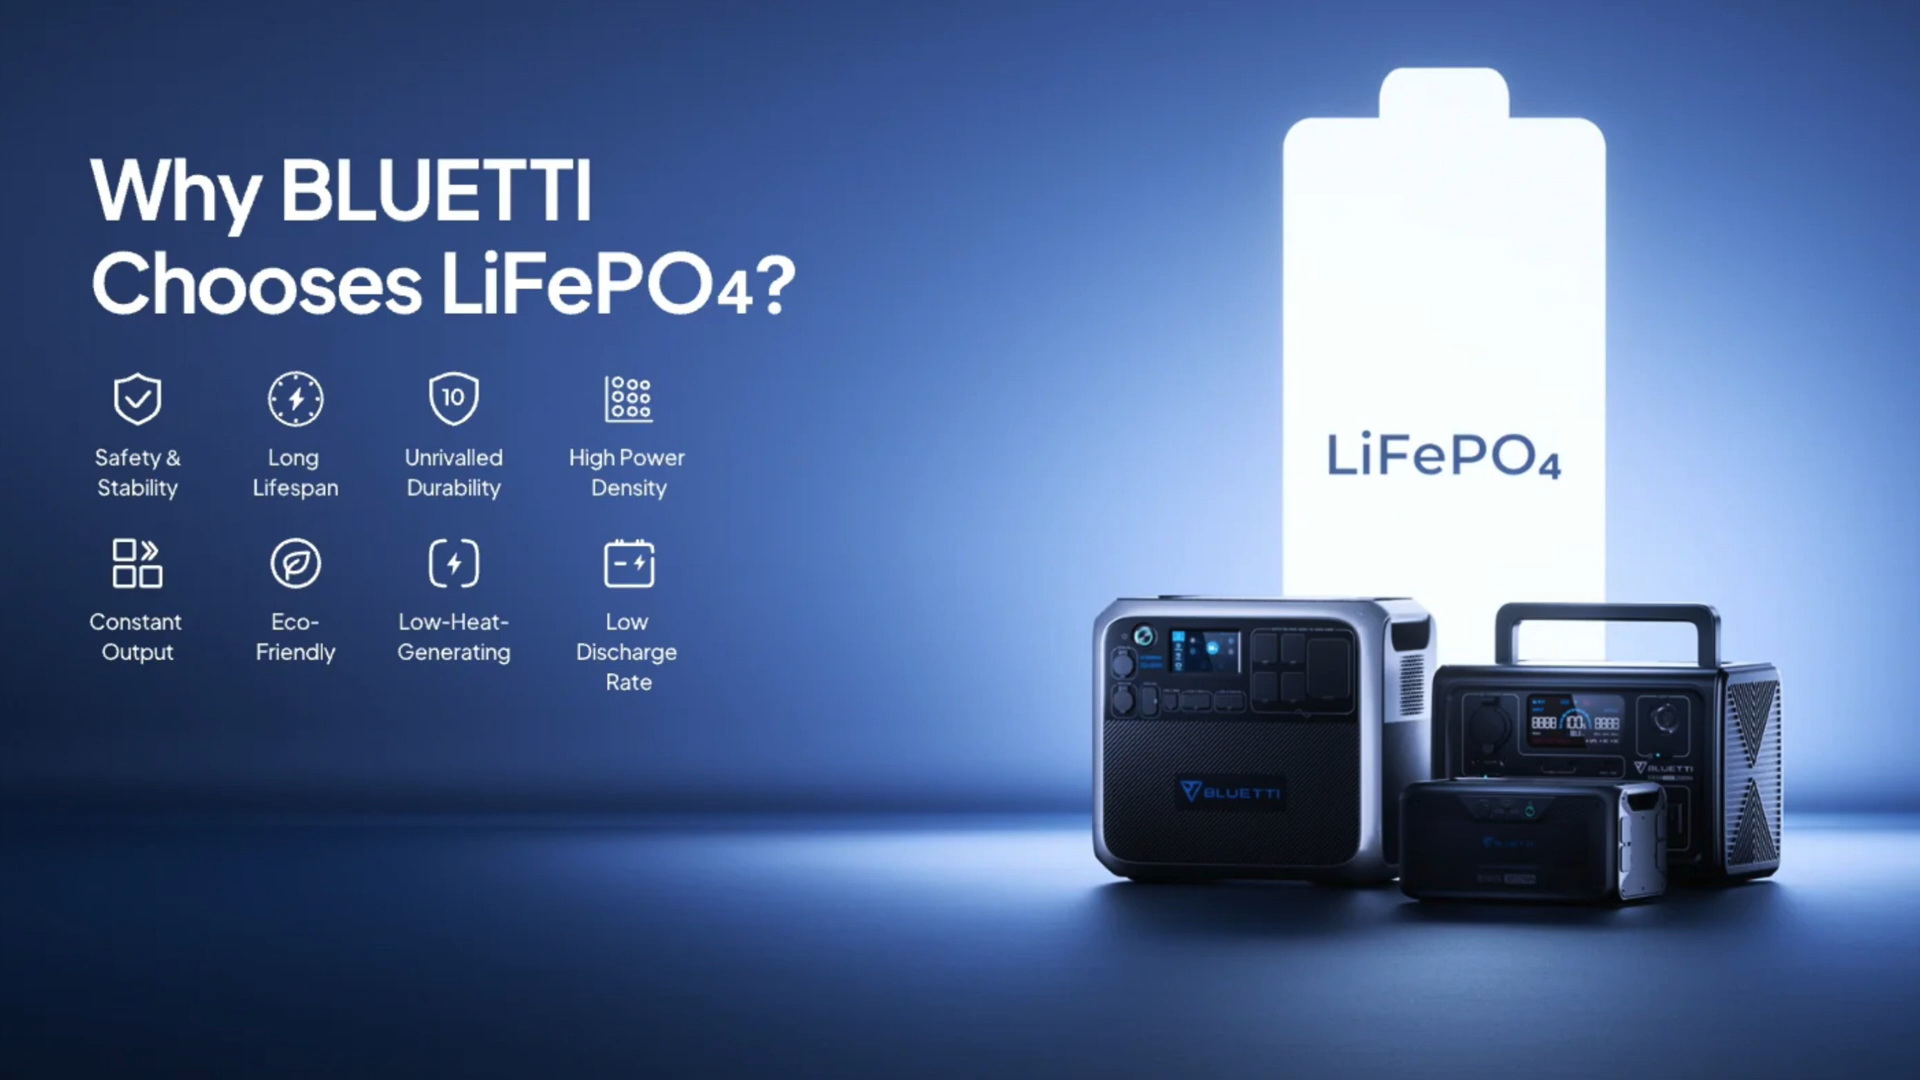 Why BLUETTI
Chooses LiFePO₄?
Safety &
Stability
Long
Lifespan
10
Unrivalled
Durability
High Power
Density
Constant
Output
Eco-
Friendly
Low-Heat-
Generating
Low
Discharge
Rate
LiFePO₄
BLUETTI
BLUETTI
BLUETTI